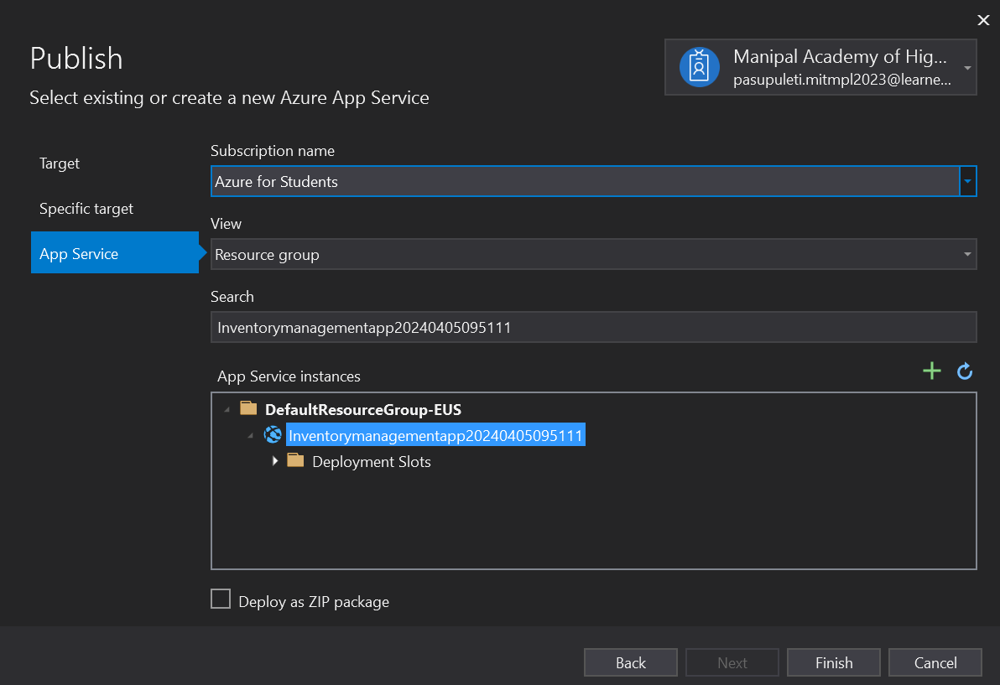 Publish
Select existing or create a new Azure App Service
Manipal Academy of Hig...
pasupuleti.mitmpl2023@learne...
Target
Specific target
App Service
Subscription name
Azure for Students
View
Resource group
Search
Inventorymanagementapp20240405095111
App Service instances
DefaultResourceGroup-EUS
Inventorymanagementapp20240405095111
Deployment Slots
Deploy as ZIP package
Back
Next
Finish
Cancel